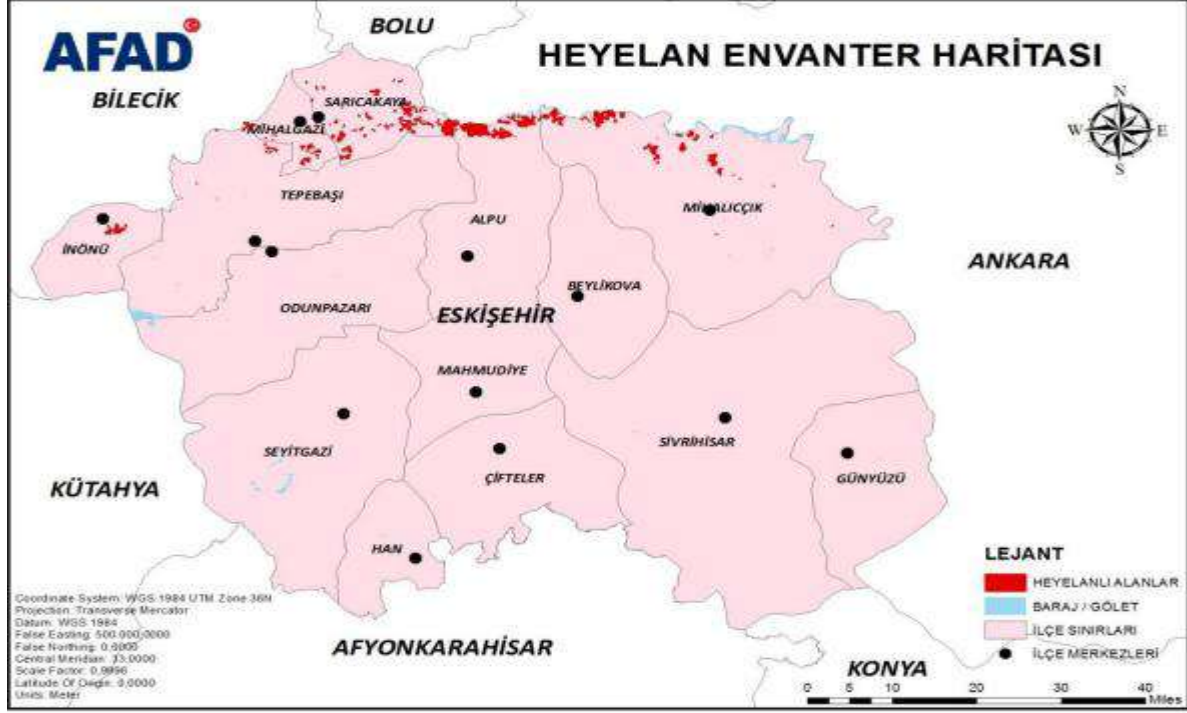 AFAD
BOLU
HEYELAN ENVANTER HARİTASI
BİLECİK
SARICAKAYA
MİHALGAZİ
N
W E
S
TEPEBAŞI
ALPU
MİHALIÇÇIK
İNÖNÜ
ANKARA
BEYLİKOVA
ODUNPAZARI
ESKİŞEHİR
MAHMUDİYE
SİVRİHİSAR
SEYİTGAZİ
ÇİFTELER
GÜNYÜZÜ
KÜTAHYA
HAN
LEJANT
HEYELANLI ALANLAR
BARAJ / GÖLET
İLÇE SINIRLARI
İLÇE MERKEZLERİ
Coordinate System: WGS 1984 UTM Zone 36N
Projection: Transverse Mercator
Datum: WGS 1984
False Easting: 500.000,0000
False Northing: 0,0000
Central Meridian: 33,0000
Scale Factor: 0,9996
Latitude Of Origin: 0,0000
Units: Meter
AFYONKARAHİSAR
KONYA
0 5 10 20 30 40
Miles